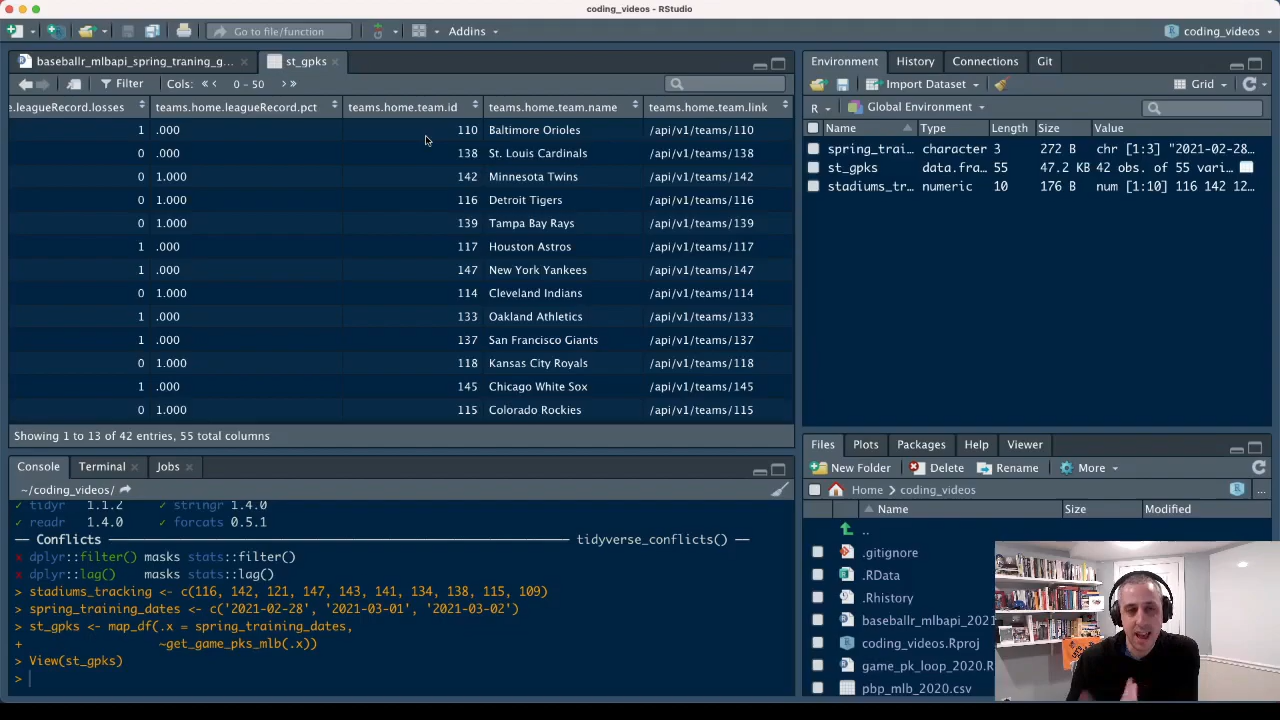 coding_videos - RStudio
Go to file/function
Addins
coding_videos
baseballr_mlbapi_spring_traning_g...
st_gpks
Filter
Cols:
0 - 50
e.leagueRecord.losses teams.home.leagueRecord.pct teams.home.team.id teams.home.team.name teams.home.team.link
1 .000 110 Baltimore Orioles /api/v1/teams/110
0 .000 138 St. Louis Cardinals /api/v1/teams/138
0 1.000 142 Minnesota Twins /api/v1/teams/142
0 1.000 116 Detroit Tigers /api/v1/teams/116
0 1.000 139 Tampa Bay Rays /api/v1/teams/139
1 .000 117 Houston Astros /api/v1/teams/117
1 .000 147 New York Yankees /api/v1/teams/147
0 1.000 114 Cleveland Indians /api/v1/teams/114
1 .000 133 Oakland Athletics /api/v1/teams/133
1 .000 137 San Francisco Giants /api/v1/teams/137
0 1.000 118 Kansas City Royals /api/v1/teams/118
1 .000 145 Chicago White Sox /api/v1/teams/145
0 1.000 115 Colorado Rockies /api/v1/teams/115
Showing 1 to 13 of 42 entries, 55 total columns
Console Terminal Jobs
~/coding_videos/
✓ tidyr 1.1.2 ✓ stringr 1.4.0
✓ readr 1.4.0 ✓ forcats 0.5.1
── Conflicts ────────── tidyverse_conflicts() ──
x dplyr::filter() masks stats::filter()
x dplyr::lag() masks stats::lag()
> stadiums_tracking <- c(116, 142, 121, 147, 143, 141, 134, 138, 115, 109)
> spring_training_dates <- c('2021-02-28', '2021-03-01', '2021-03-02')
> st_gpks <- map_df(.x = spring_training_dates,
+ ~get_game_pks_mlb(.x))
> View(st_gpks)
>
Environment History Connections Git
Import Dataset
Grid
R
Global Environment
Name Type Length Size Value
spring_trai... character 3 272 B chr [1:3] "2021-02-28...
st_gpks data.fra... 55 47.2 KB 42 obs. of 55 vari...
stadiums_tr... numeric 10 176 B num [1:10] 116 142 12...
Files Plots Packages Help Viewer
New Folder Delete Rename More
Home coding_videos
...
Name Size Modified
..
.gitignore
.RData
.Rhistory
baseballr_mlbapi_2021
coding_videos.Rproj
game_pk_loop_2020.R
pbp_mlb_2020.csv